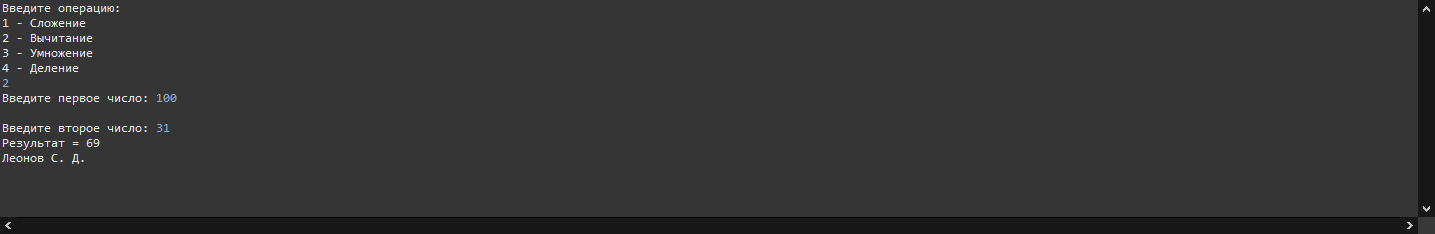 Введите операцию:
1 - Сложение
2 - Вычитание
3 - Умножение
4 - Деление
2
Введите первое число: 100
Введите второе число: 31
Результат = 69
Леонов С. Д.